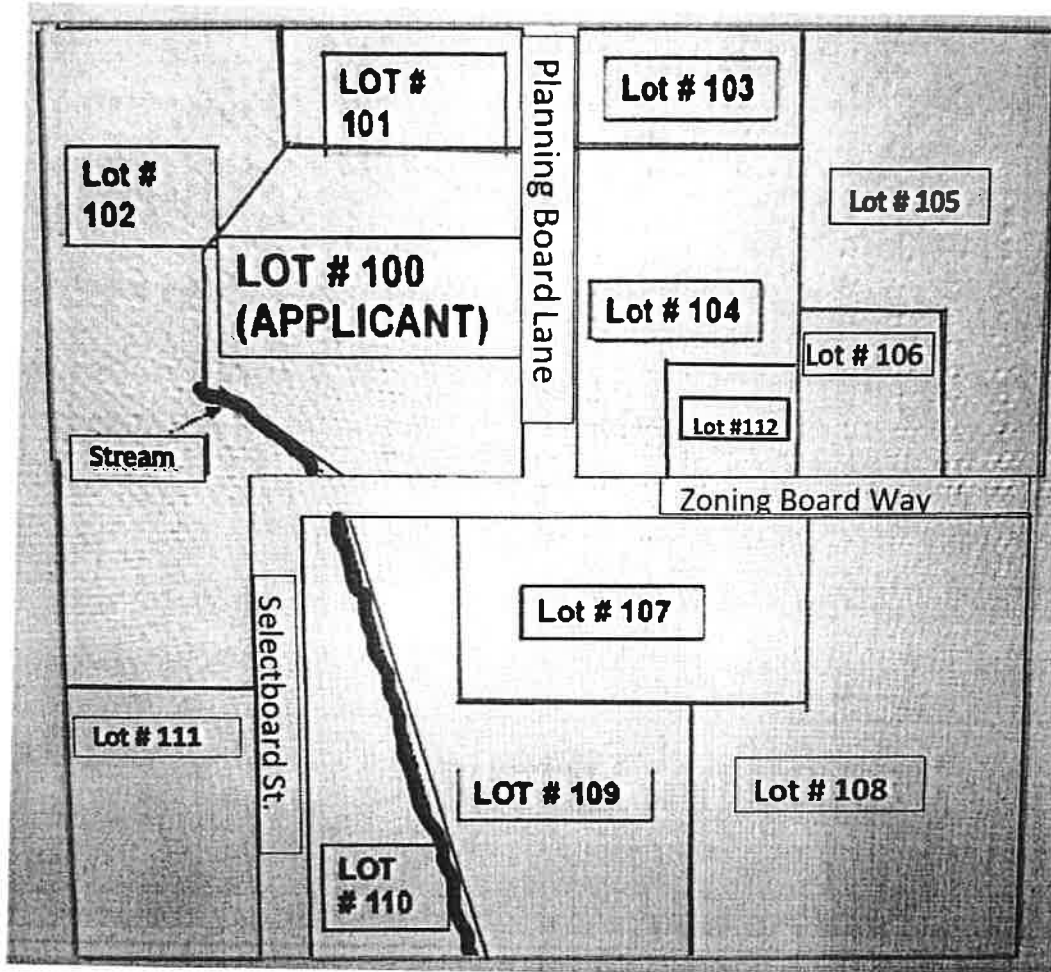 LOT #
101
Planning Board Lane
Lot # 103
Lot #
102
Lot # 105
LOT # 100
(APPLICANT)
Lot # 104
Lot # 106
Lot #112
Stream
Zoning Board Way
Selectboard St.
Lot # 107
Lot # 111
LOT # 109
Lot # 108
LOT
# 110